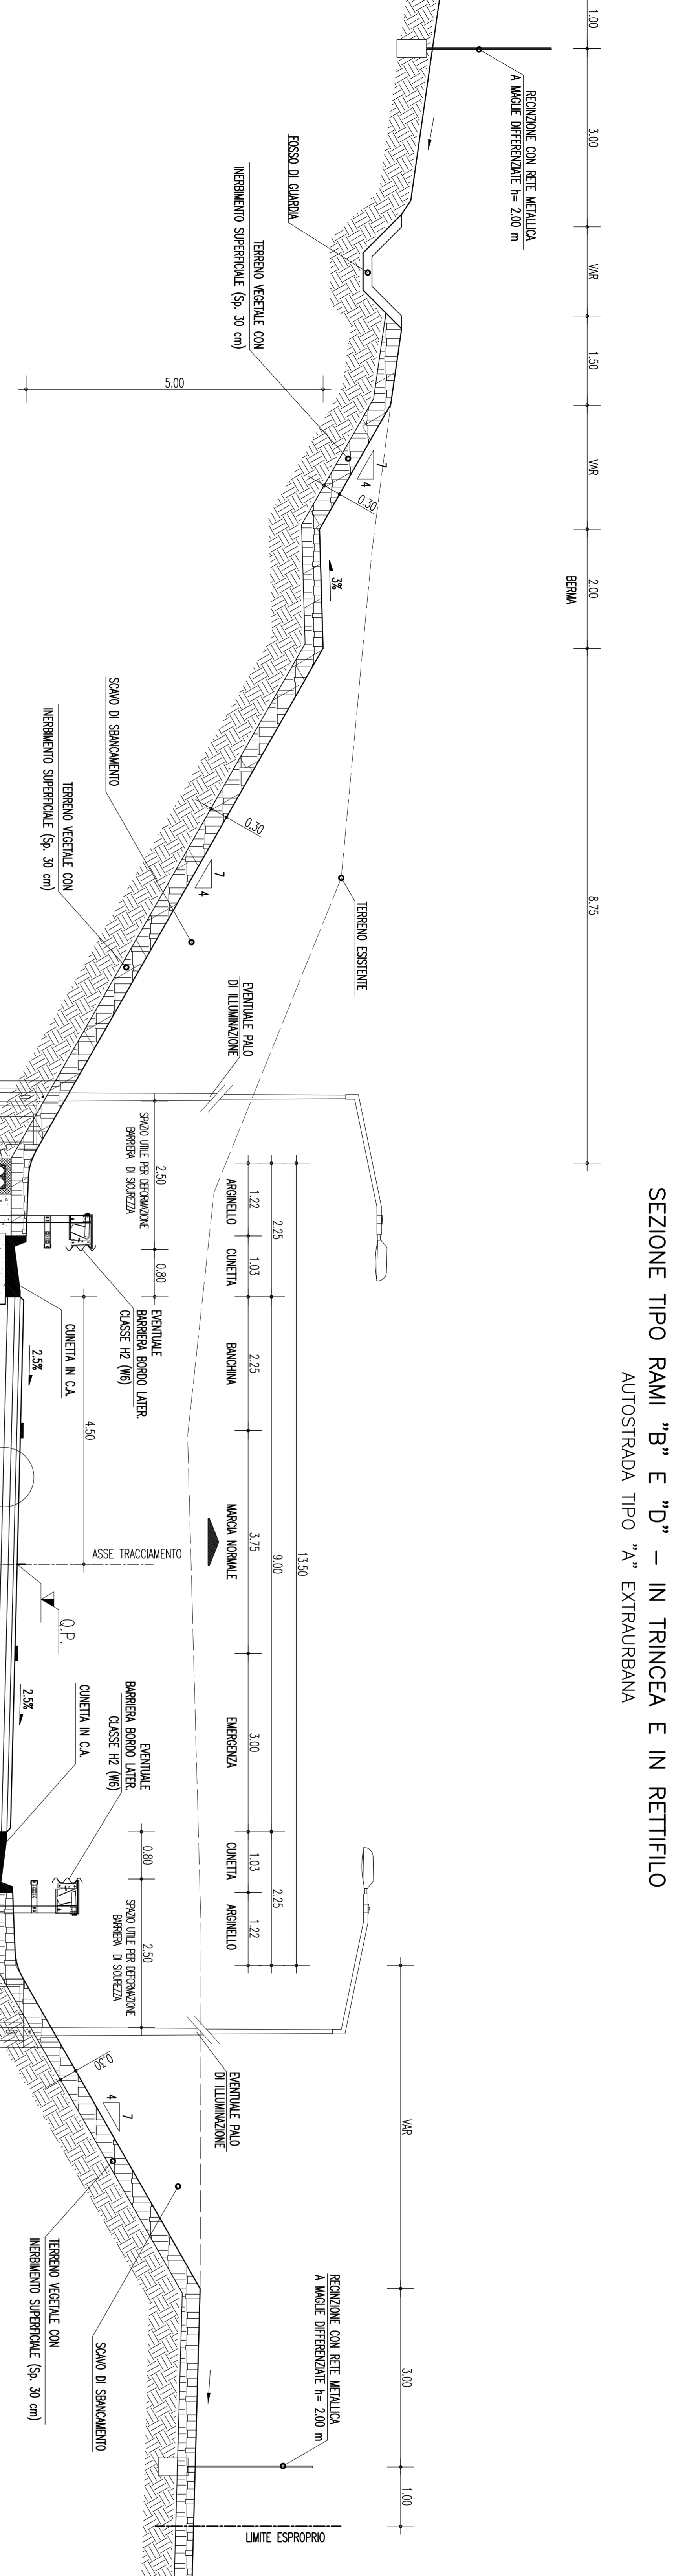 SEZIONE TIPO RAMI "B" E "D" – IN TRINCEA E IN RETTIFILO
AUTOSTRADA TIPO "A" EXTRAURBANA
1.00
3.00
VAR
1.50
VAR
2.00
8.75
BERMA
RECINZIONE CON RETE METALLICA
A MAGLIE DIFFERENZIATE h= 2.00 m
FOSSO DI GUARDIA
TERRENO VEGETALE CON
INERBIMENTO SUPERFICIALE (Sp. 30 cm)
5.00
7
4
0.30
3%
SCAVO DI SBANCAMENTO
TERRENO VEGETALE CON
INERBIMENTO SUPERFICIALE (Sp. 30 cm)
0.30
7
4
TERRENO ESISTENTE
EVENTUALE PALO
DI ILLUMINAZIONE
13.50
2.25
9.00
2.25
1.22
1.03
2.25
3.75
3.00
1.03
1.22
ARGINELLO
CUNETTA
BANCHINA
MARCIA NORMALE
EMERGENZA
CUNETTA
ARGINELLO
2.50
0.80
SPAZIO UTILE PER DEFORMAZIONE
BARRIERA DI SICUREZZA
EVENTUALE
BARRIERA BORDO LATER.
CLASSE H2 (W6)
CUNETTA IN C.A.
2.5%
4.50
ASSE TRACCIAMENTO
Q.P.
2.5%
CUNETTA IN C.A.
EVENTUALE
BARRIERA BORDO LATER.
CLASSE H2 (W6)
0.80
2.50
SPAZIO UTILE PER DEFORMAZIONE
BARRIERA DI SICUREZZA
EVENTUALE PALO
DI ILLUMINAZIONE
0.30
7
4
VAR
3.00
1.00
RECINZIONE CON RETE METALLICA
A MAGLIE DIFFERENZIATE h= 2.00 m
TERRENO VEGETALE CON
INERBIMENTO SUPERFICIALE (Sp. 30 cm)
SCAVO DI SBANCAMENTO
LIMITE ESPROPRIO